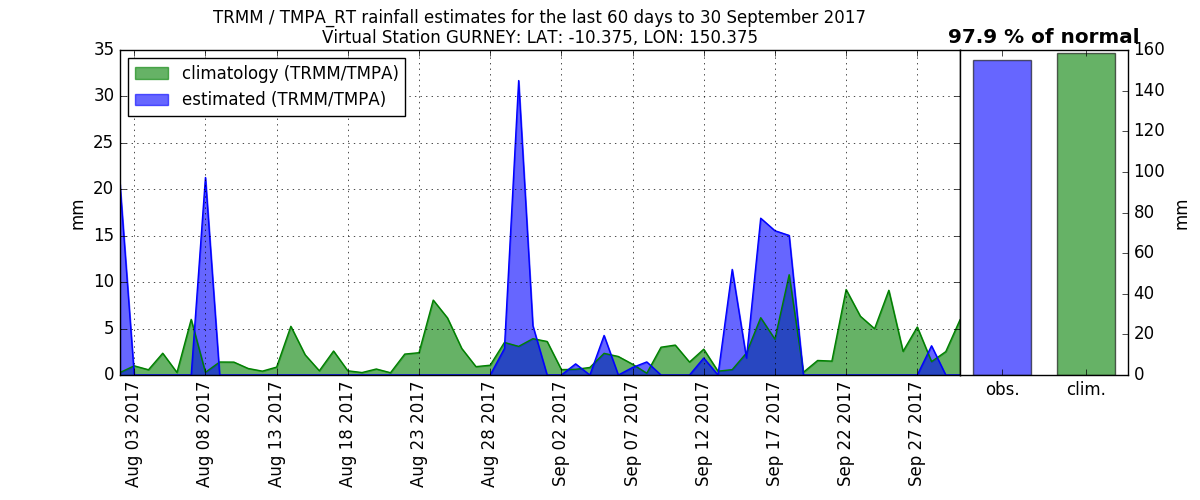 TRMM / TMPA_RT rainfall estimates for the last 60 days to 30 September 2017
Virtual Station GURNEY: LAT: -10.375, LON: 150.375
97.9 % of normal
climatology (TRMM/TMPA)
estimated (TRMM/TMPA)
35
30
25
20
15
10
5
0
mm
Aug 03 2017
Aug 08 2017
Aug 13 2017
Aug 18 2017
Aug 23 2017
Aug 28 2017
Sep 02 2017
Sep 07 2017
Sep 12 2017
Sep 17 2017
Sep 22 2017
Sep 27 2017
obs.
clim.
160
140
120
100
80
60
40
20
0
mm